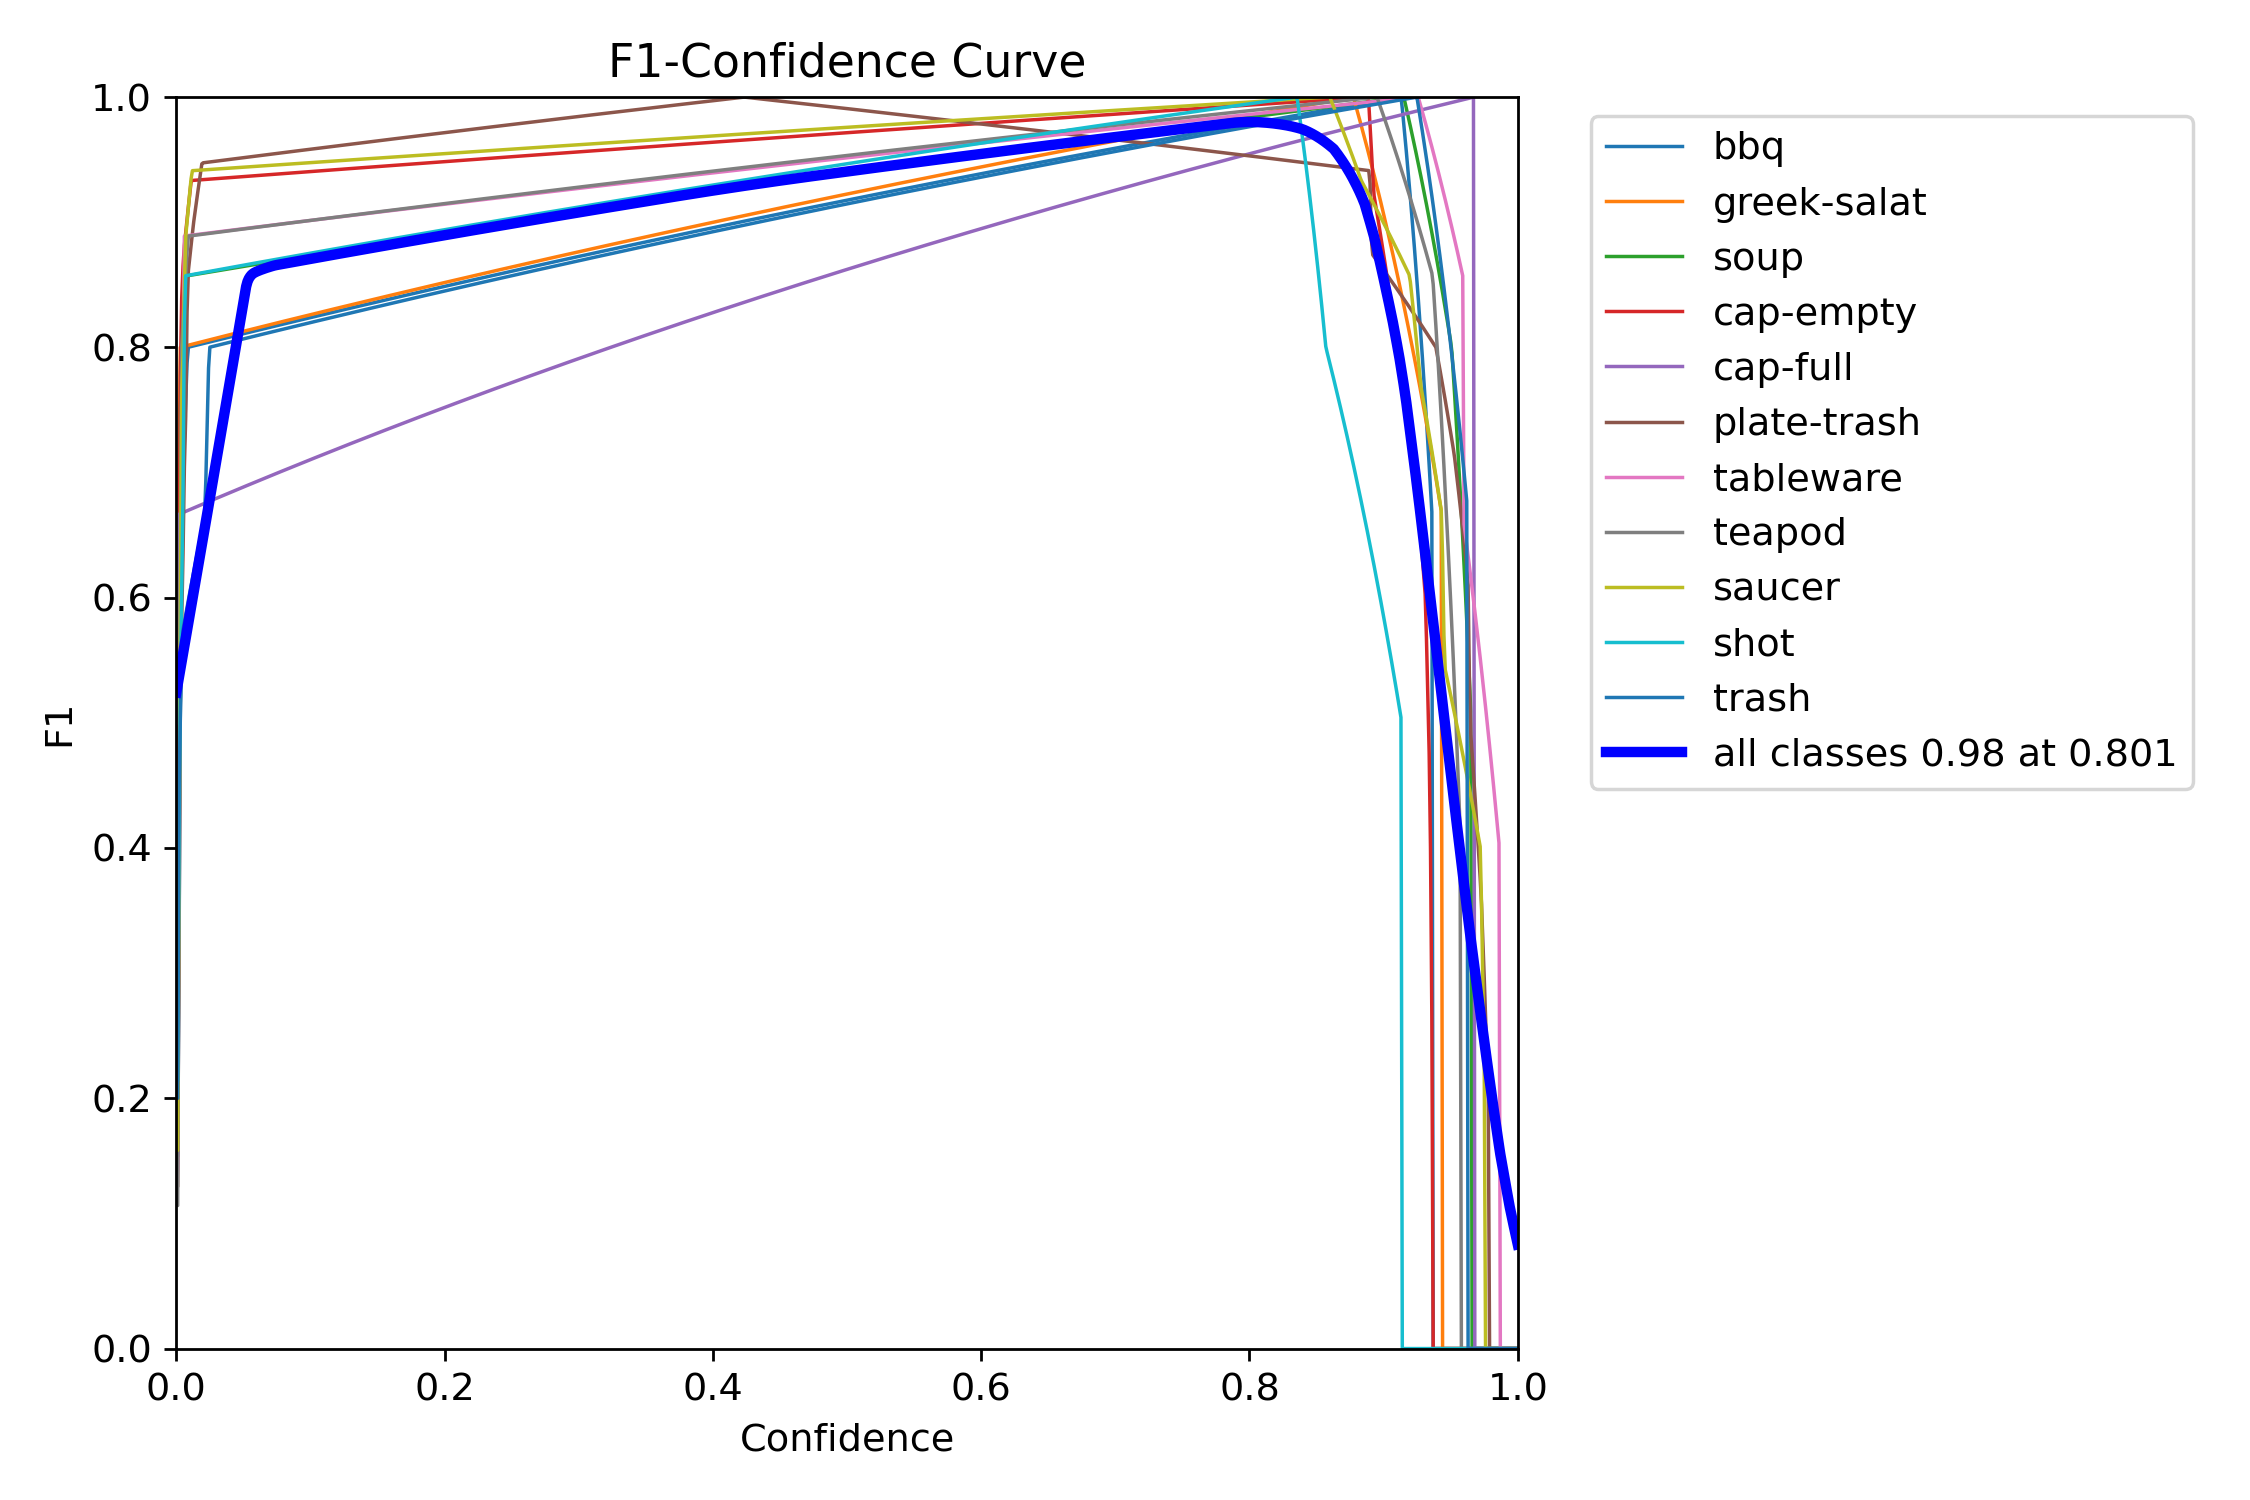 F1-Confidence Curve
1.0
0.8
0.6
0.4
0.2
0.0
F1
0.0 0.2 0.4 0.6 0.8 1.0
Confidence
bbq
greek-salat
soup
cap-empty
cap-full
plate-trash
tableware
teapod
saucer
shot
trash
all classes 0.98 at 0.801